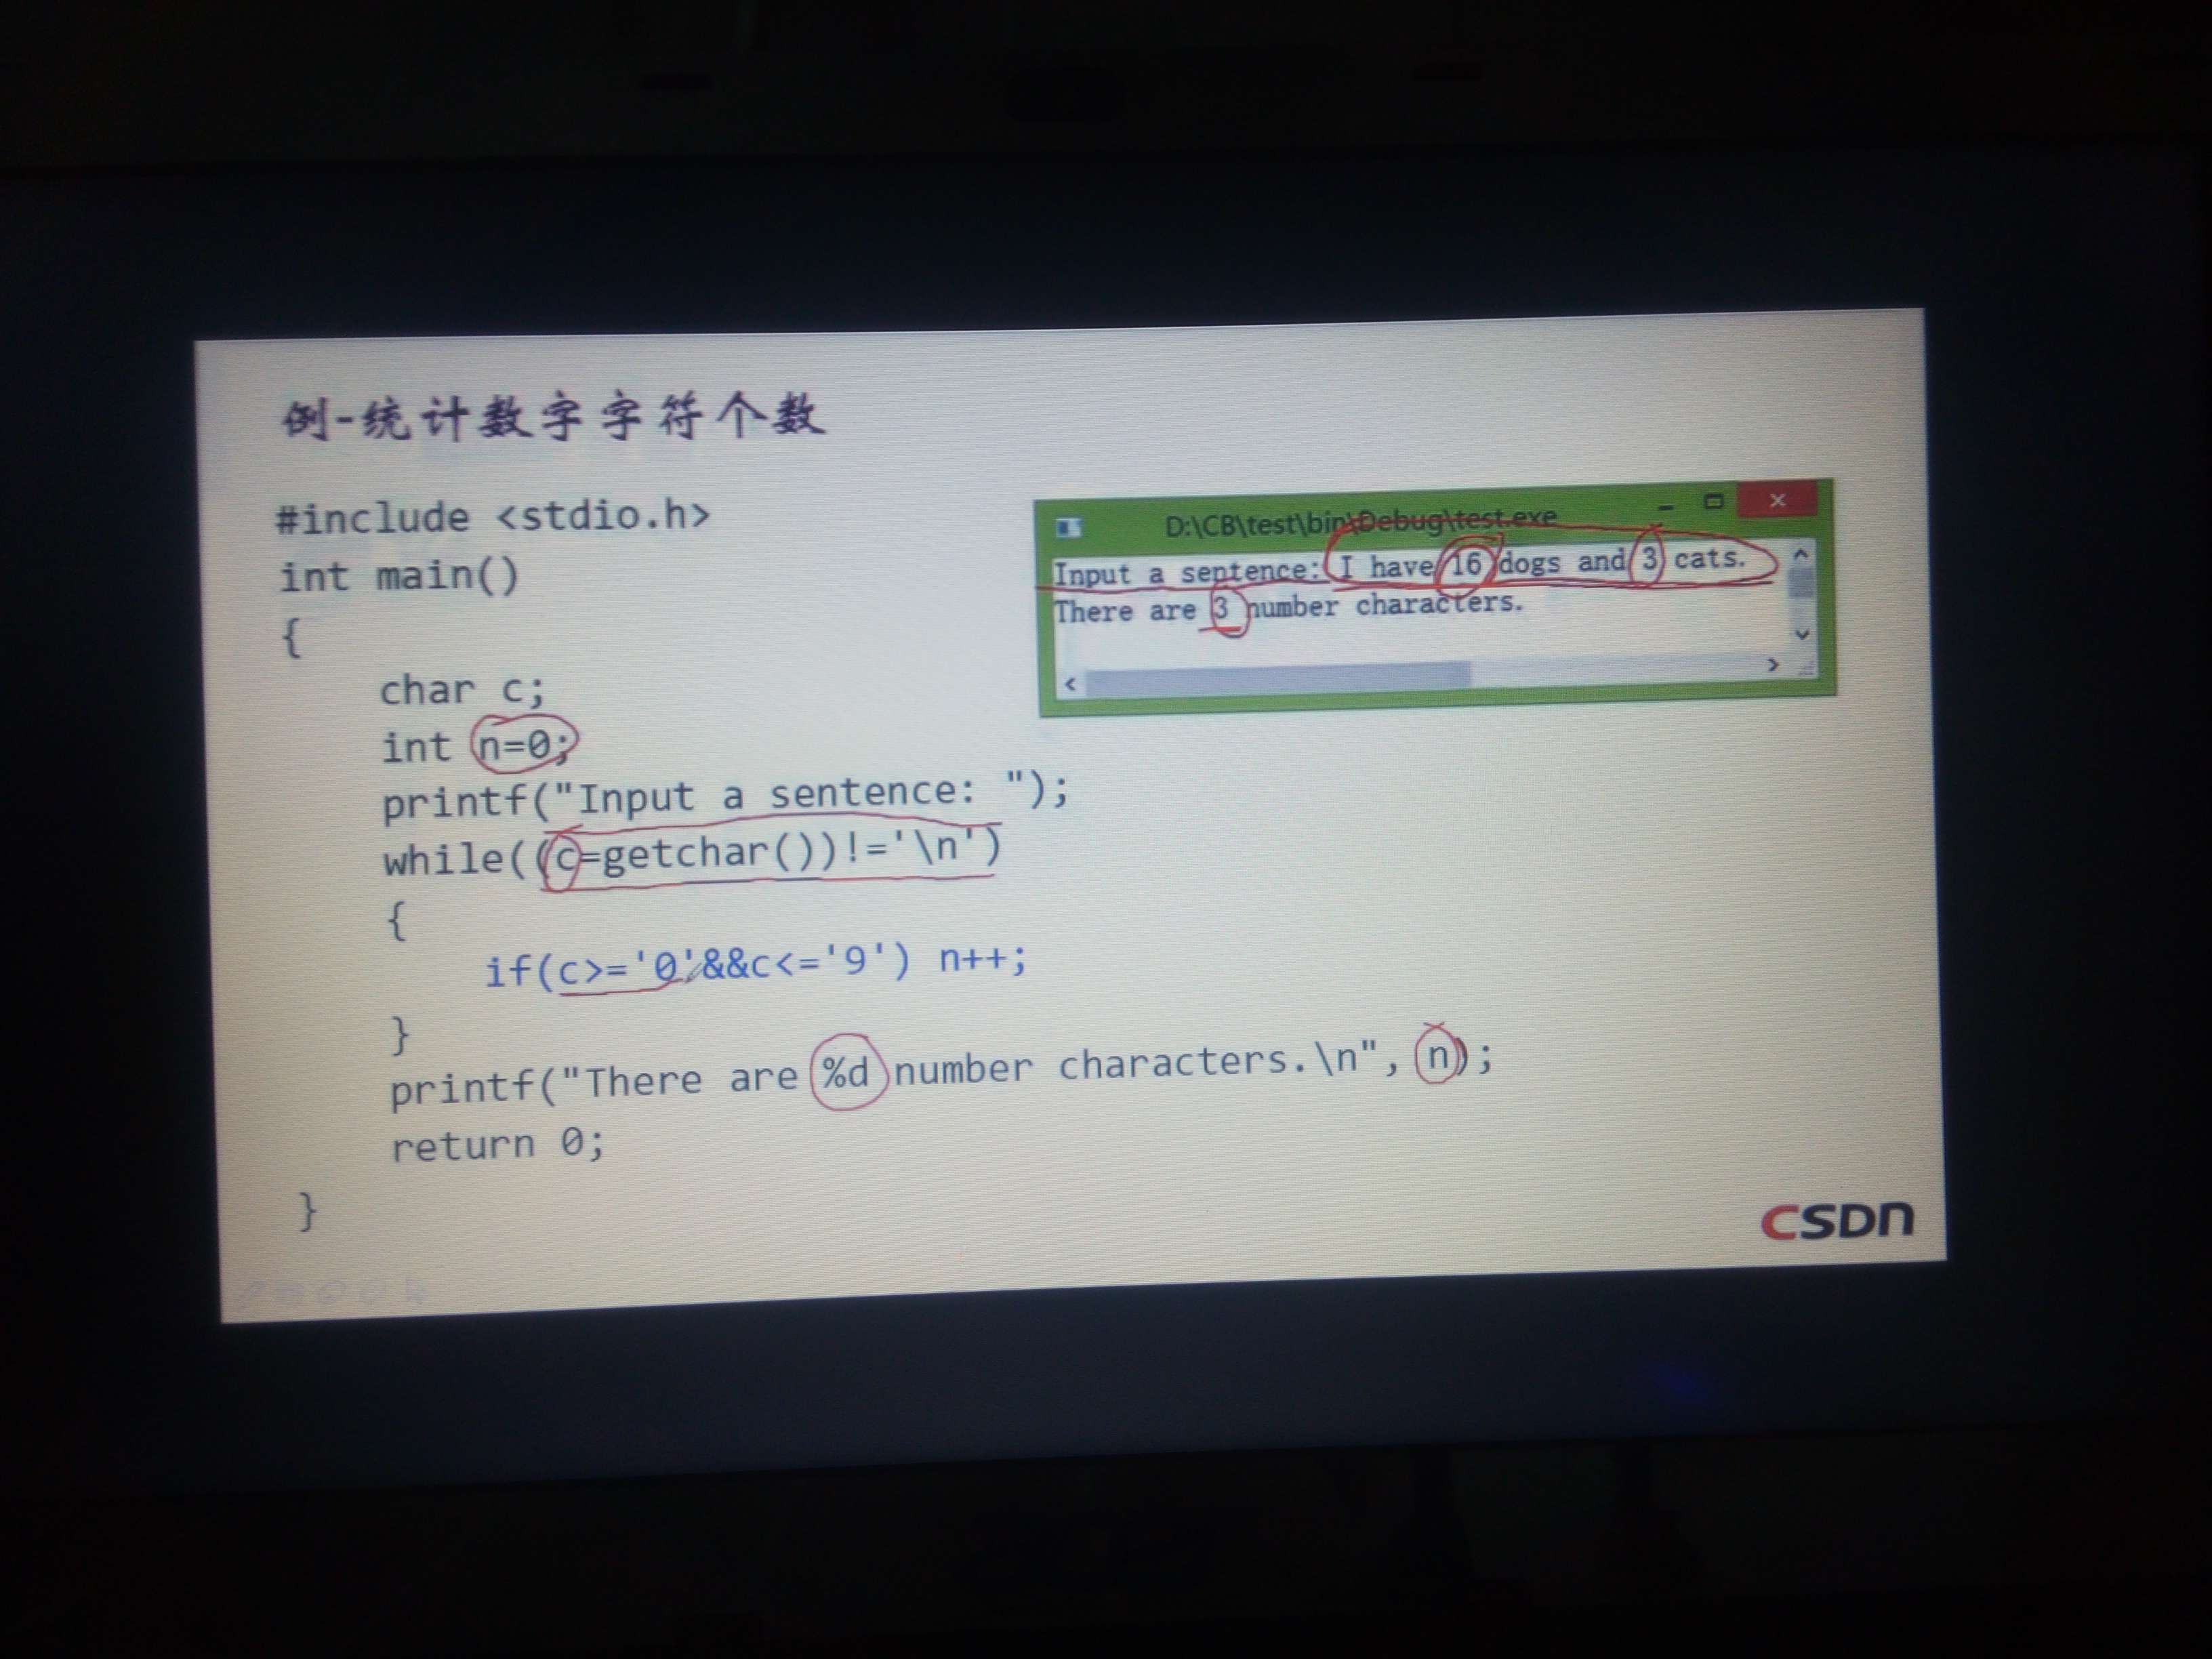 例-统计数字字符个数
#include <stdio.h>
int main()
{
char c;
int n=0;
printf("Input a sentence: ");
while((c=getchar())!='\n')
{
if(c>='0'&&c<='9') n++;
}
printf("There are %d number characters.\n", n);
return 0;
}
D:\CB\test\bin\Debug\test.exe
Input a sentence: I have 16 dogs and 3 cats.
There are 3 number characters.
CSDN